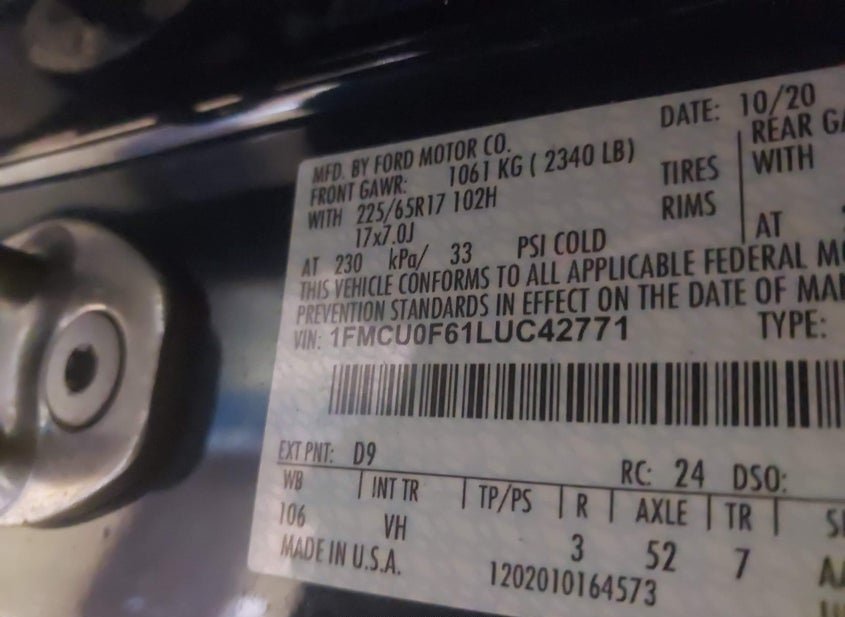 DATE: 10/20
MFD. BY FORD MOTOR CO.
FRONT GAWR: 1061 KG ( 2340 LB)
REAR
WITH 225/65R17 102H TIRES WITH
17x7.0J RIMS
AT 230 kPa/ 33 PSI COLD AT
THIS VEHICLE CONFORMS TO ALL APPLICABLE FEDERAL
PREVENTION STANDARDS IN EFFECT ON THE DATE OF
VIN: 1FMCU0F61LUC42771 TYPE:
EXT PNT: D9 RC: 24 DSO:
WB INT TR TP/PS R AXLE TR
106 VH 3 52 7
MADE IN U.S.A. 1202010164573